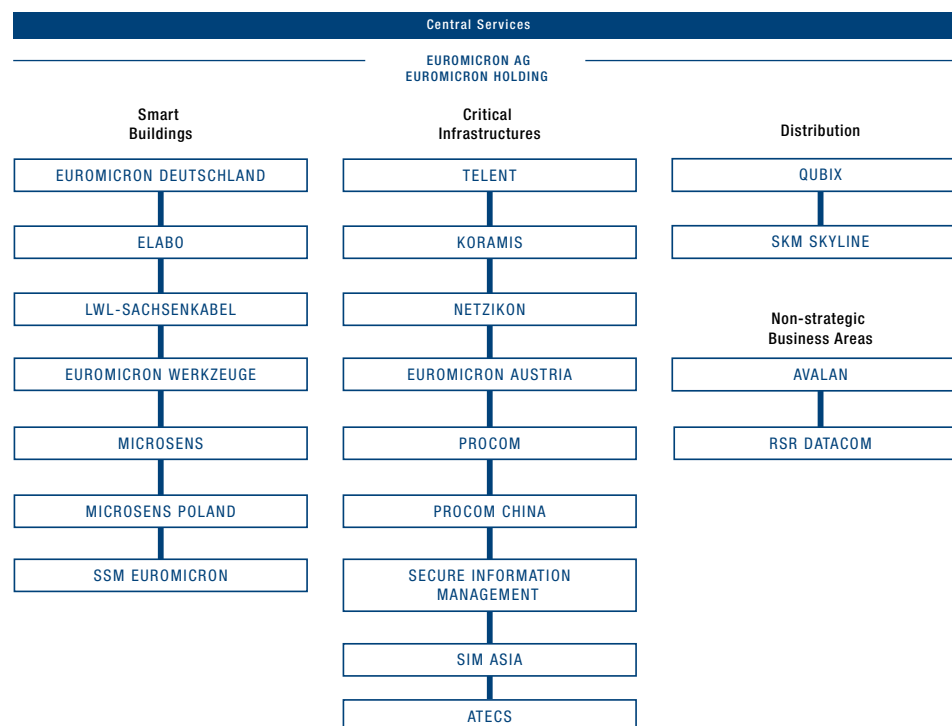 Central Services
EUROMICRON AG
EUROMICRON HOLDING
Smart
Buildings
EUROMICRON DEUTSCHLAND
ELABO
LWL-SACHSENKABEL
EUROMICRON WERKZEUGE
MICROSENS
MICROSENS POLAND
SSM EUROMICRON
Critical
Infrastructures
TELENT
KORAMIS
NETZIKON
EUROMICRON AUSTRIA
PROCOM
PROCOM CHINA
SECURE INFORMATION
MANAGEMENT
SIM ASIA
ATECS
Distribution
QUBIX
SKM SKYLINE
Non-strategic
Business Areas
AVALAN
RSR DATACOM